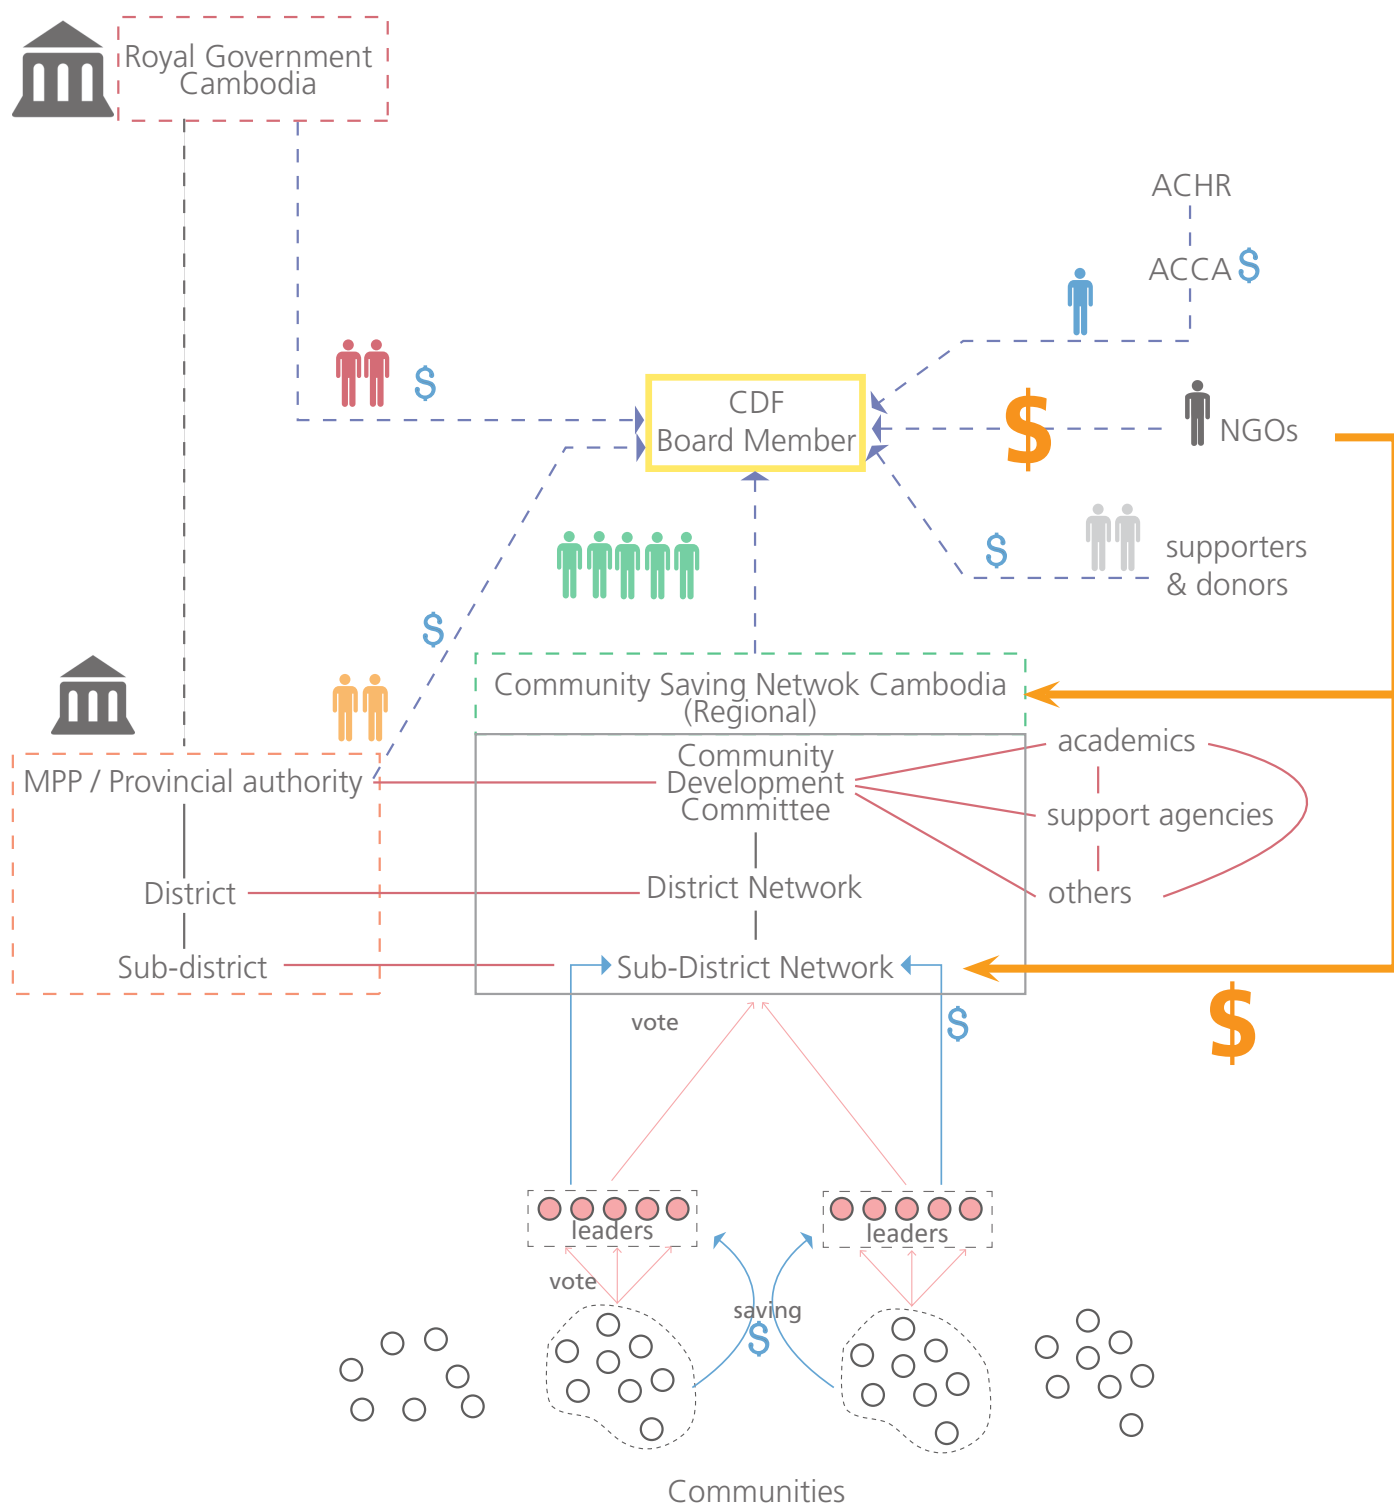 Royal Government
Cambodia
ACHR
ACCA $
$
CDF
Board Member
$
NGOs
$
supporters
& donors
$
Community Saving Netwok Cambodia
(Regional)
MPP / Provincial authority
Community
Development
Committee
academics
support agencies
District
District Network
others
Sub-district
Sub-District Network
vote
$
$
leaders
leaders
vote
saving
$
Communities